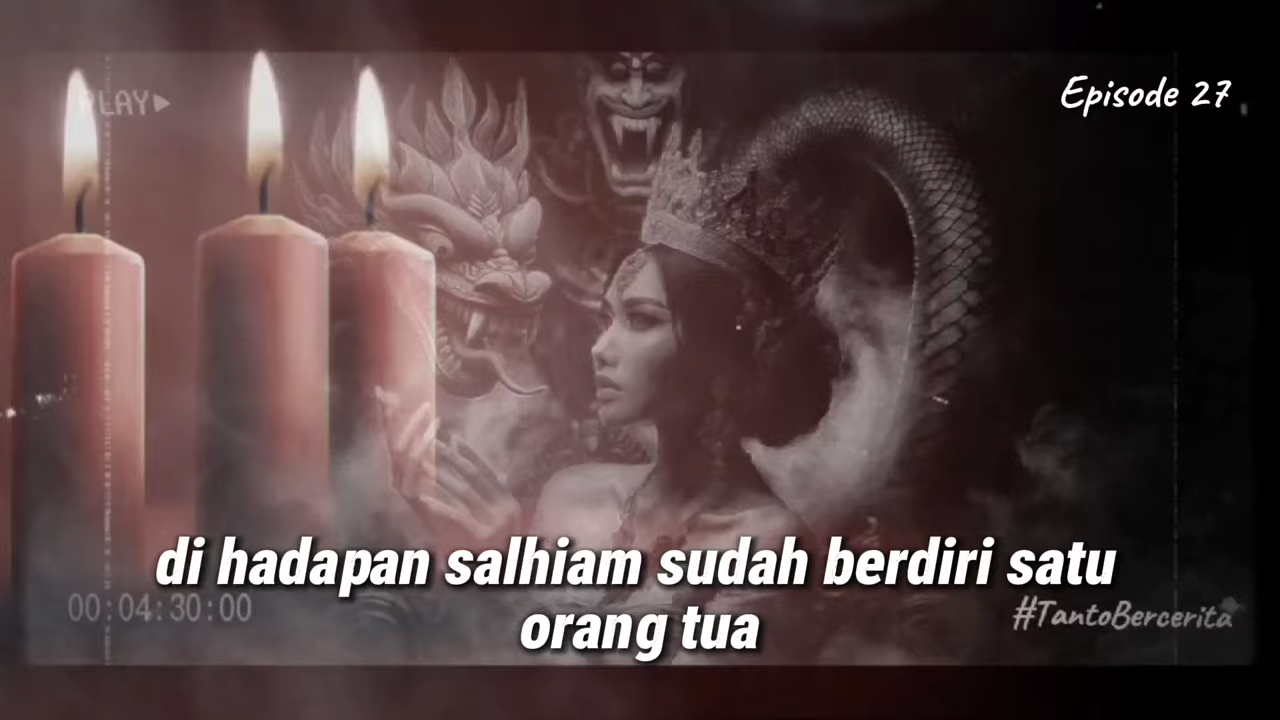 PLAY
Episode 27
di hadapan salhiam sudah berdiri satu
orang tua
00:04:30:00
#TantoBercerita